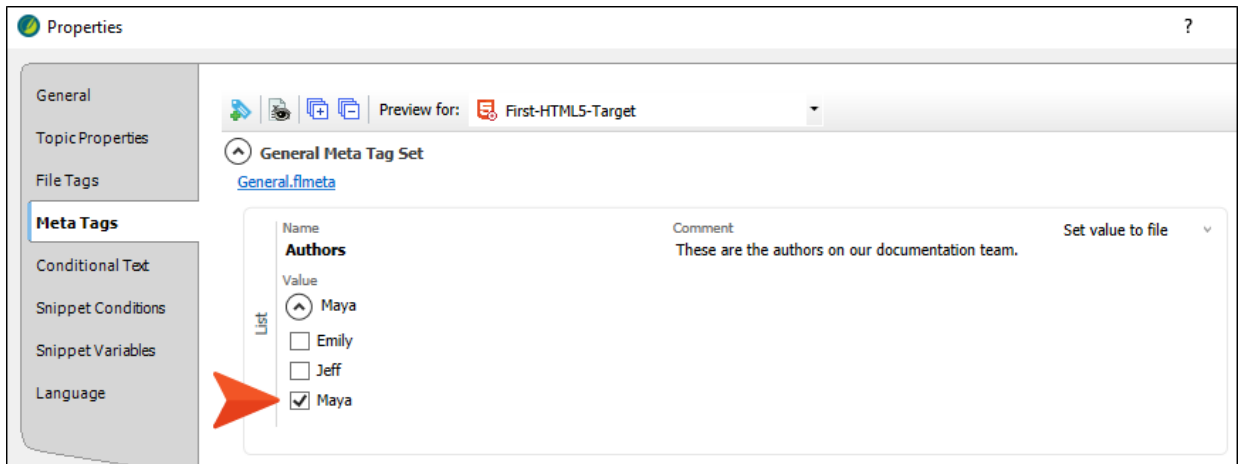 Properties
?
General
Topic Properties
File Tags
Meta Tags
Conditional Text
Snippet Conditions
Snippet Variables
Language
Preview for: First-HTML5-Target
General Meta Tag Set
General.flmeta
List
Name
Authors
Comment
These are the authors on our documentation team.
Set value to file
Value
Maya
Emily
Jeff
Maya